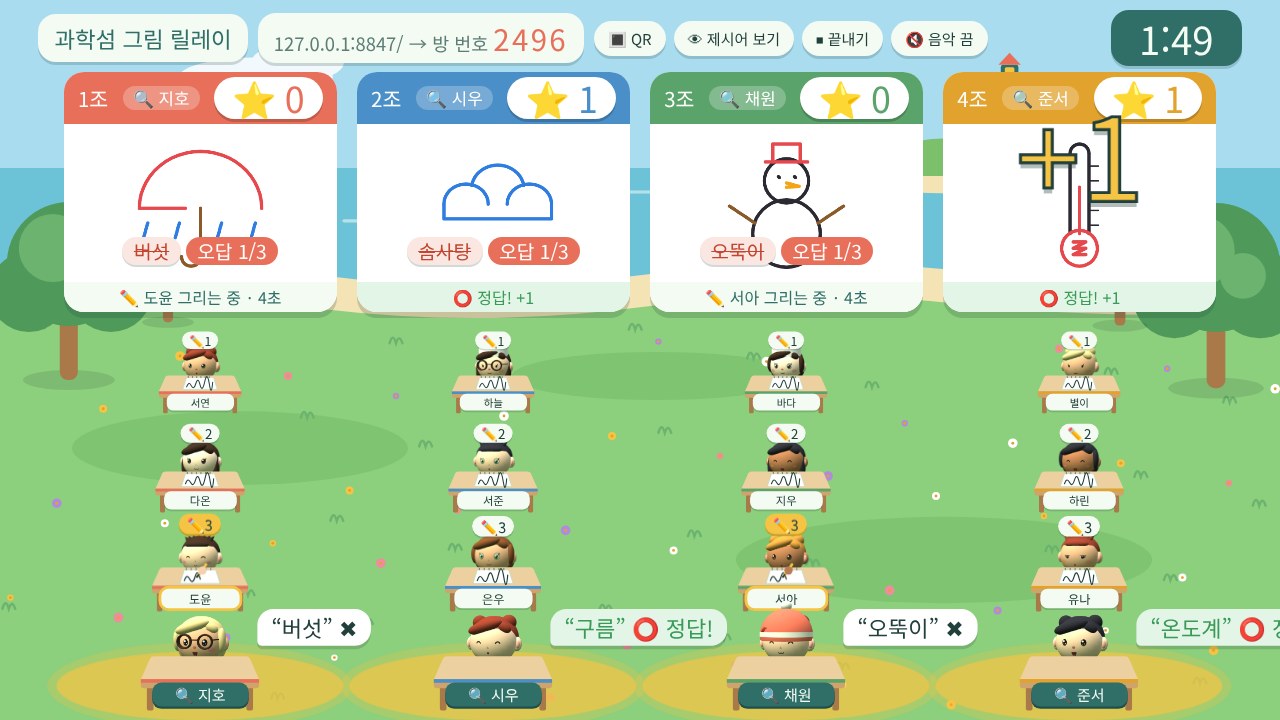 과학섬 그림 릴레이
127.0.0.1:8847/ → 방 번호 2496
QR
제시어 보기
끝내기
음악 끔
1:49
1조 지호 0
2조 시우 1
3조 채원 0
4조 준서 1
+1
버섯 오답 1/3
솜사탕 오답 1/3
오뚝이 오답 1/3
도윤 그리는 중 · 4초
정답! +1
서아 그리는 중 · 4초
정답! +1
1
1
1
1
서연
하늘
바다
별이
2
2
2
2
다온
서준
지우
하린
3
3
3
3
도윤
은우
서아
유나
“버섯” ✖
“구름” ⭕ 정답!
“오뚝이” ✖
“온도계” ⭕
지호
시우
채원
준서